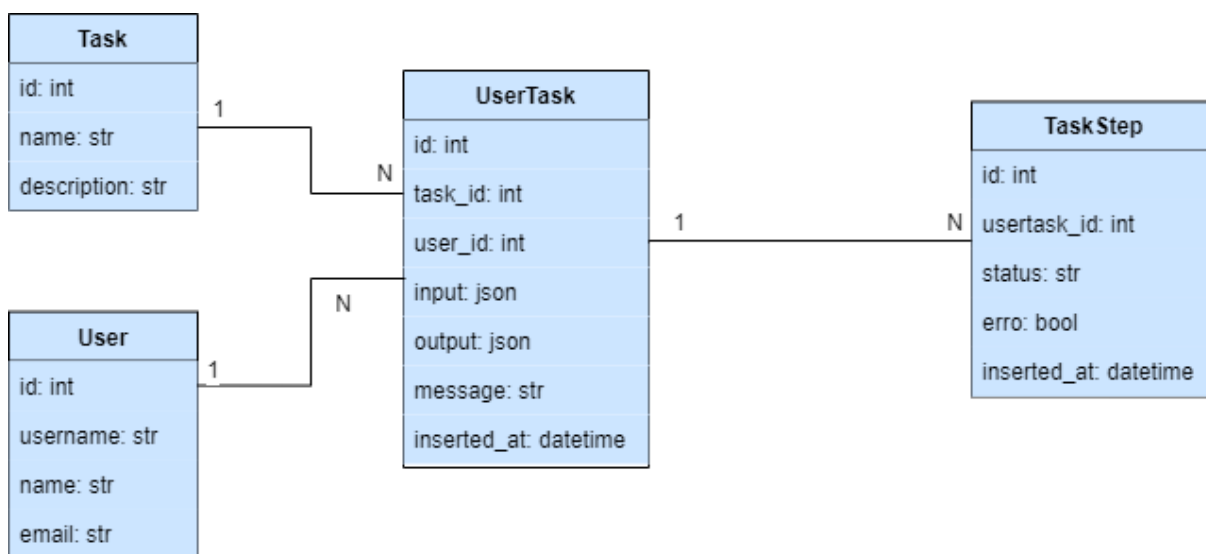 Task
id: int
name: str
description: str
1
N
User
id: int
username: str
name: str
email: str
1
N
UserTask
id: int
task_id: int
user_id: int
input: json
output: json
message: str
inserted_at: datetime
1
N
TaskStep
id: int
usertask_id: int
status: str
erro: bool
inserted_at: datetime